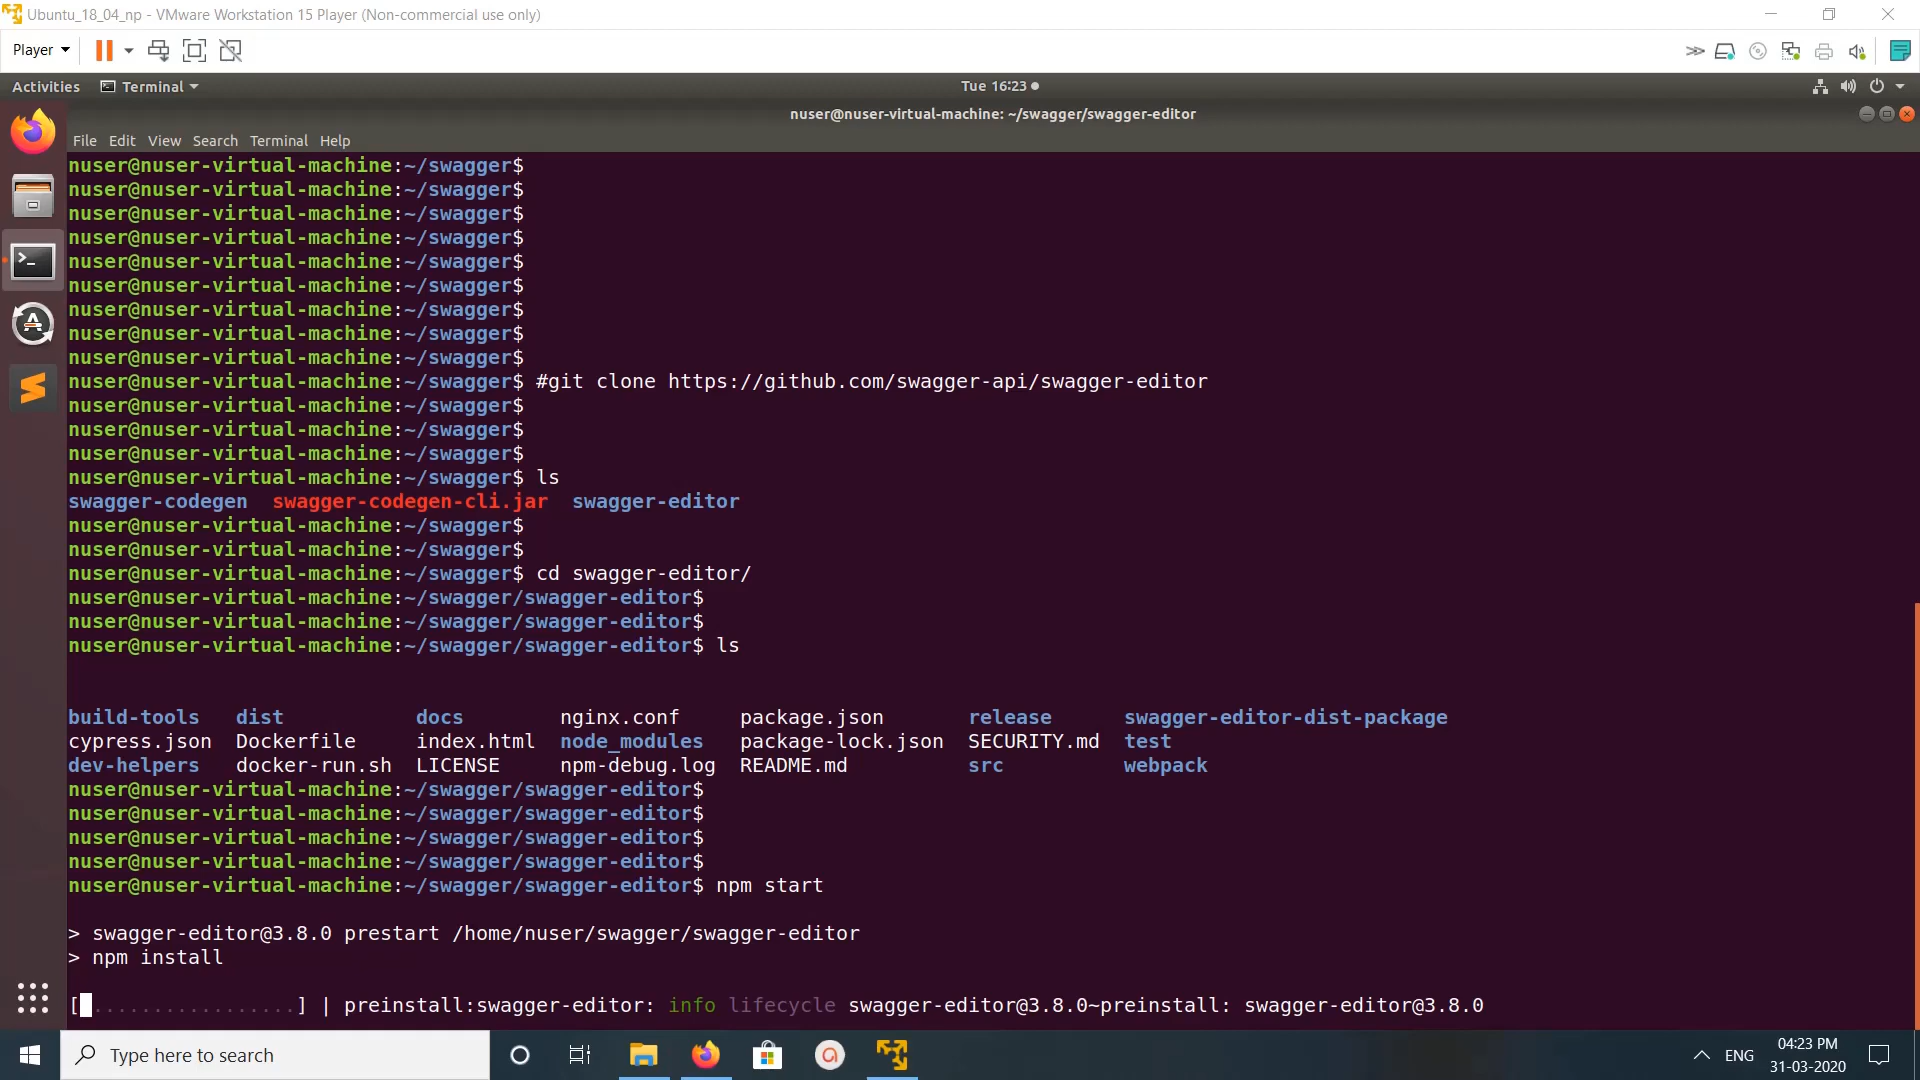 Ubuntu_18_04_np - VMware Workstation 15 Player (Non-commercial use only)
Player
Activities Terminal Tue 16:23
nuser@nuser-virtual-machine: ~/swagger/swagger-editor
File Edit View Search Terminal Help
nuser@nuser-virtual-machine:~/swagger$
nuser@nuser-virtual-machine:~/swagger$
nuser@nuser-virtual-machine:~/swagger$
nuser@nuser-virtual-machine:~/swagger$
nuser@nuser-virtual-machine:~/swagger$
nuser@nuser-virtual-machine:~/swagger$
nuser@nuser-virtual-machine:~/swagger$
nuser@nuser-virtual-machine:~/swagger$
nuser@nuser-virtual-machine:~/swagger$
nuser@nuser-virtual-machine:~/swagger$ #git clone https://github.com/swagger-api/swagger-editor
nuser@nuser-virtual-machine:~/swagger$
nuser@nuser-virtual-machine:~/swagger$
nuser@nuser-virtual-machine:~/swagger$
nuser@nuser-virtual-machine:~/swagger$ ls
swagger-codegen swagger-codegen-cli.jar swagger-editor
nuser@nuser-virtual-machine:~/swagger$
nuser@nuser-virtual-machine:~/swagger$
nuser@nuser-virtual-machine:~/swagger$ cd swagger-editor/
nuser@nuser-virtual-machine:~/swagger/swagger-editor$
nuser@nuser-virtual-machine:~/swagger/swagger-editor$
nuser@nuser-virtual-machine:~/swagger/swagger-editor$ ls
build-tools dist docs nginx.conf package.json release swagger-editor-dist-package
cypress.json Dockerfile index.html node_modules package-lock.json SECURITY.md test
dev-helpers docker-run.sh LICENSE npm-debug.log README.md src webpack
nuser@nuser-virtual-machine:~/swagger/swagger-editor$
nuser@nuser-virtual-machine:~/swagger/swagger-editor$
nuser@nuser-virtual-machine:~/swagger/swagger-editor$
nuser@nuser-virtual-machine:~/swagger/swagger-editor$
nuser@nuser-virtual-machine:~/swagger/swagger-editor$ npm start
> swagger-editor@3.8.0 prestart /home/nuser/swagger/swagger-editor
> npm install
[ .................] | preinstall:swagger-editor: info lifecycle swagger-editor@3.8.0~preinstall: swagger-editor@3.8.0
Type here to search
ENG
04:23 PM
31-03-2020